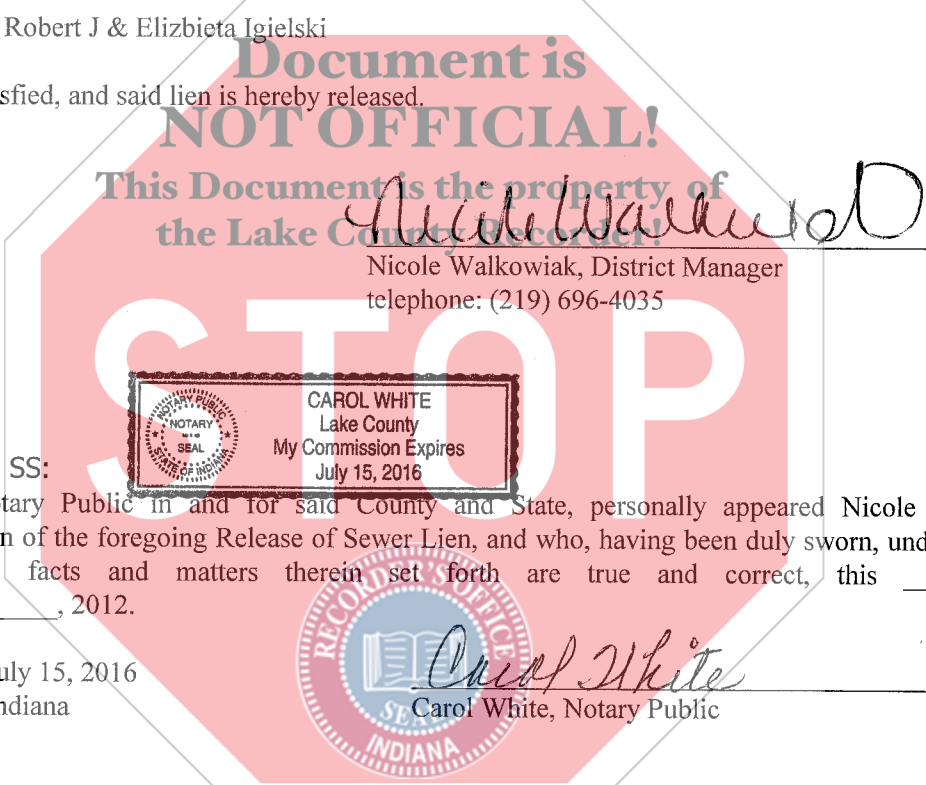 Robert J & Elizbieta Igielski
Document is
sfied, and said lien is hereby released.
NOT OFFICIAL!
This Document is the property of
the Lake County Recorder!
Nicole Walkowiak
Nicole Walkowiak, District Manager
telephone: (219) 696-4035
STOP
NOTARY PUBLIC
NOTARY
SEAL
STATE OF INDIANA
CAROL WHITE
Lake County
My Commission Expires
July 15, 2016
SS:
tary Public in and for said County and State, personally appeared Nicole
n of the foregoing Release of Sewer Lien, and who, having been duly sworn, und
facts and matters therein set forth are true and correct, this
, 2012.
RECORDER'S OFFICE
SEAL
INDIANA
Carol White
uly 15, 2016
ndiana
Carol White, Notary Public